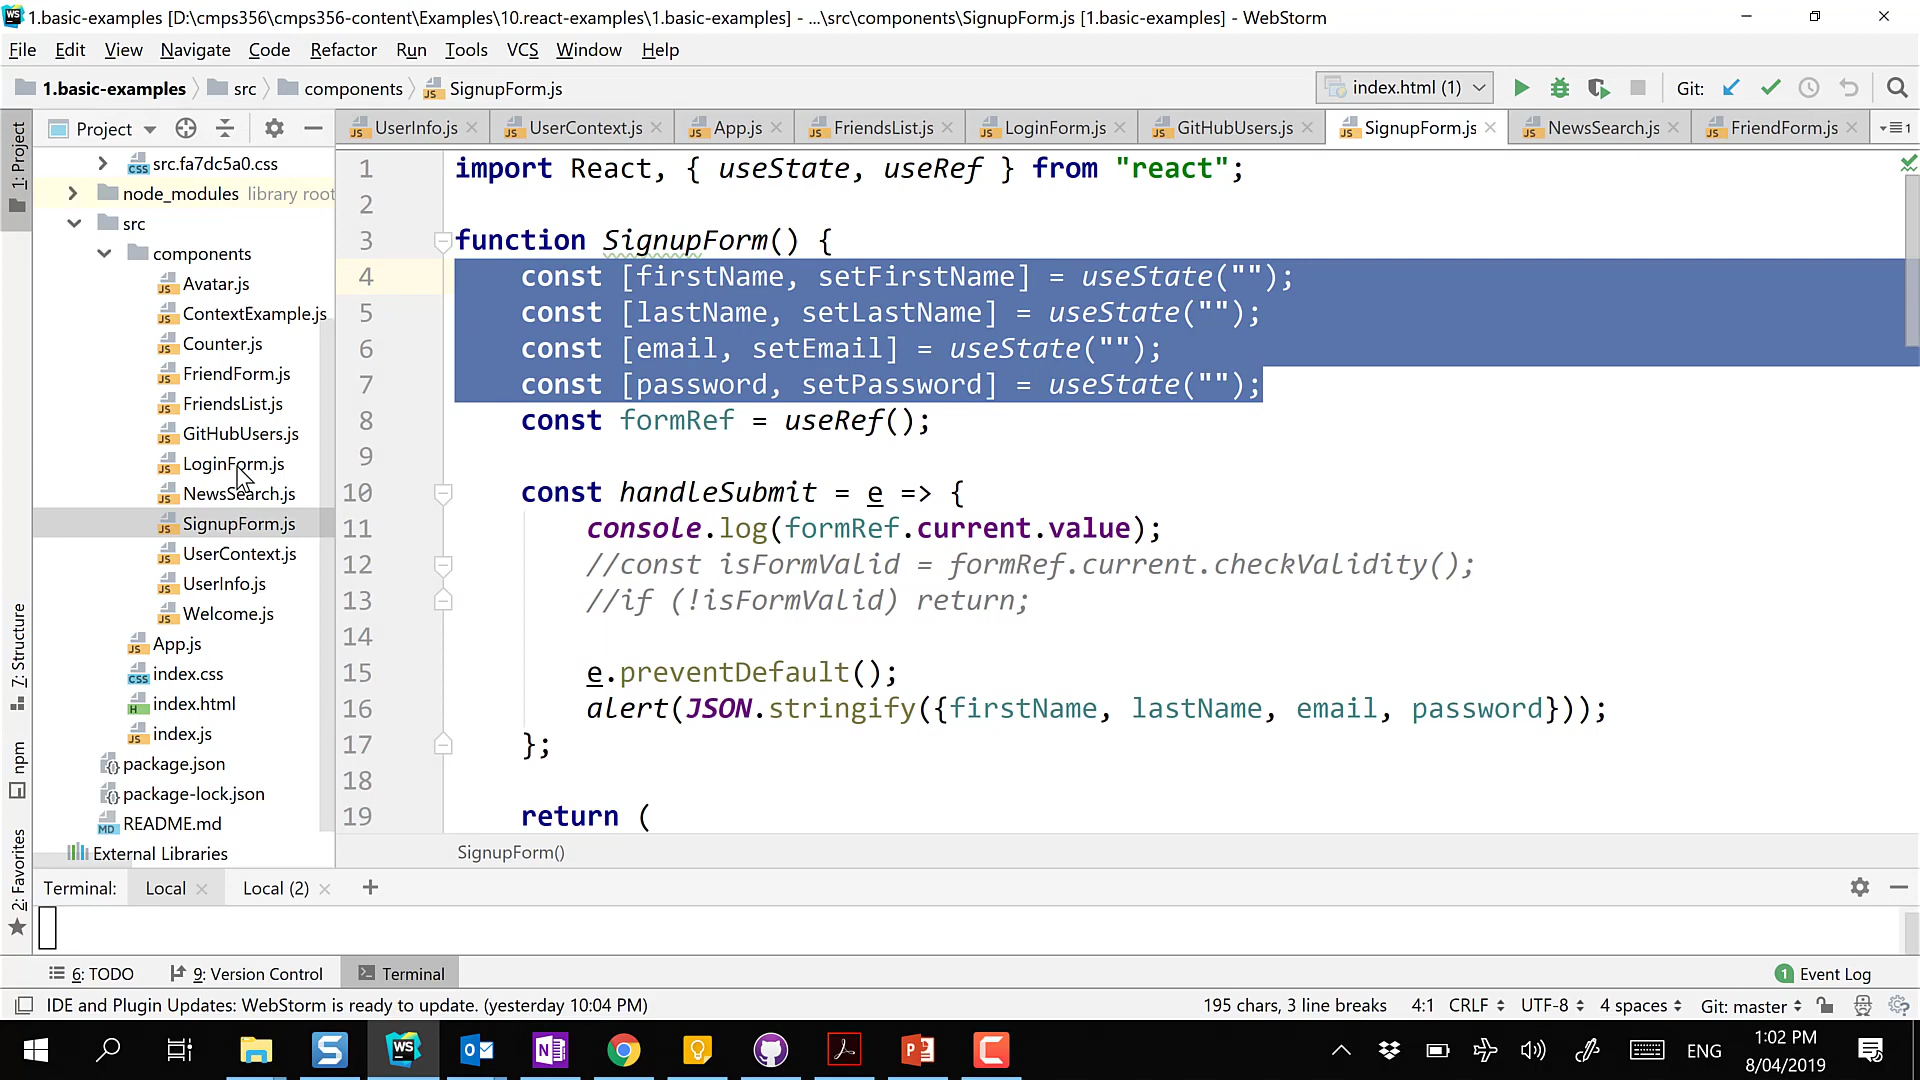 1.basic-examples [D:\cmps356\cmps356-content\Examples\10.react-examples\1.basic-examples] - ...\src\components\SignupForm.js [1.basic-examples] - WebStorm
File Edit View Navigate Code Refactor Run Tools VCS Window Help
1.basic-examples src components SignupForm.js index.html (1) Git:
1: Project
Project UserInfo.js UserContext.js App.js FriendsList.js LoginForm.js GitHubUsers.js SignupForm.js NewsSearch.js FriendForm.js
src.fa7dc5a0.css
node_modules library root
src
components
Avatar.js
ContextExample.js
Counter.js
FriendForm.js
FriendsList.js
GitHubUsers.js
LoginForm.js
NewsSearch.js
SignupForm.js
UserContext.js
UserInfo.js
Welcome.js
App.js
index.css
index.html
index.js
package.json
package-lock.json
README.md
External Libraries
7: Structure
npm
2: Favorites
1 import React, { useState, useRef } from "react";
2
3 function SignupForm() {
4 const [firstName, setFirstName] = useState("");
5 const [lastName, setLastName] = useState("");
6 const [email, setEmail] = useState("");
7 const [password, setPassword] = useState("");
8 const formRef = useRef();
9
10 const handleSubmit = e => {
11 console.log(formRef.current.value);
12 //const isFormValid = formRef.current.checkValidity();
13 //if (!isFormValid) return;
14
15 e.preventDefault();
16 alert(JSON.stringify({firstName, lastName, email, password}));
17 };
18
19 return (
SignupForm()
Terminal: Local Local (2)
6: TODO 9: Version Control Terminal 1 Event Log
IDE and Plugin Updates: WebStorm is ready to update. (yesterday 10:04 PM) 195 chars, 3 line breaks 4:1 CRLF UTF-8 4 spaces Git: master
ENG
1:02 PM
8/04/2019